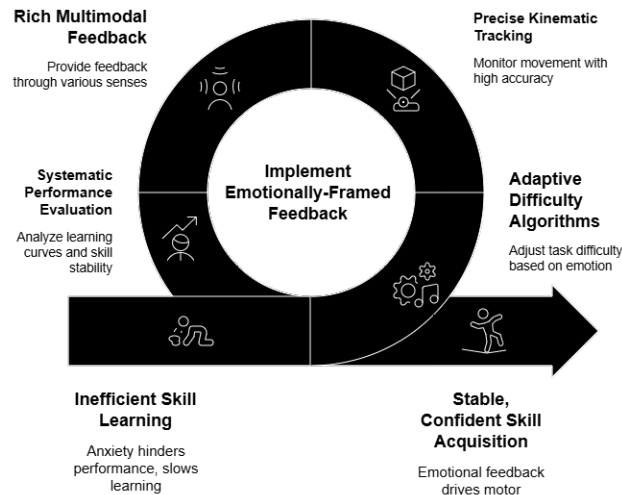 Rich Multimodal
Feedback
Provide feedback
through various senses
Precise Kinematic
Tracking
Monitor movement with
high accuracy
Implement
Emotionally-Framed
Feedback
Systematic
Performance
Evaluation
Analyze learning
curves and skill
stability
Adaptive
Difficulty
Algorithms
Adjust task difficulty
based on emotion
Inefficient Skill
Learning
Anxiety hinders
performance, slows
learning
Stable,
Confident Skill
Acquisition
Emotional feedback
drives motor